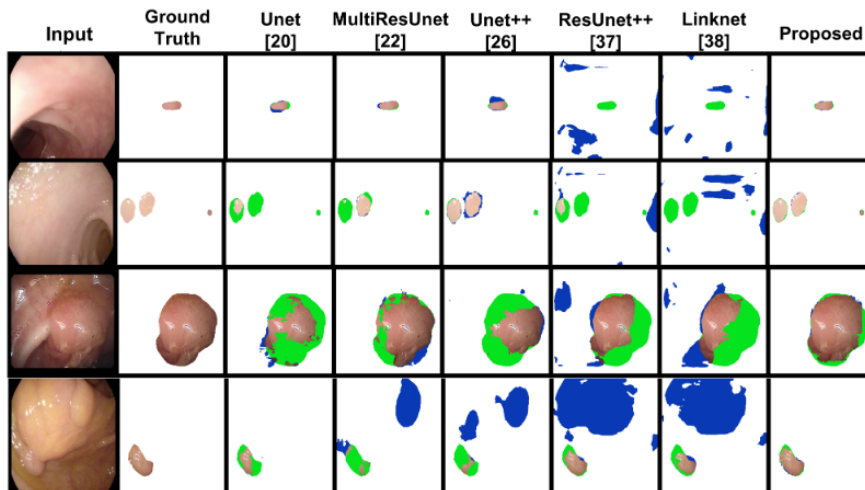 Input
Ground
Truth
Unet
[20]
MultiResUnet
[22]
Unet++
[26]
ResUnet++
[37]
Linknet
[38]
Proposed